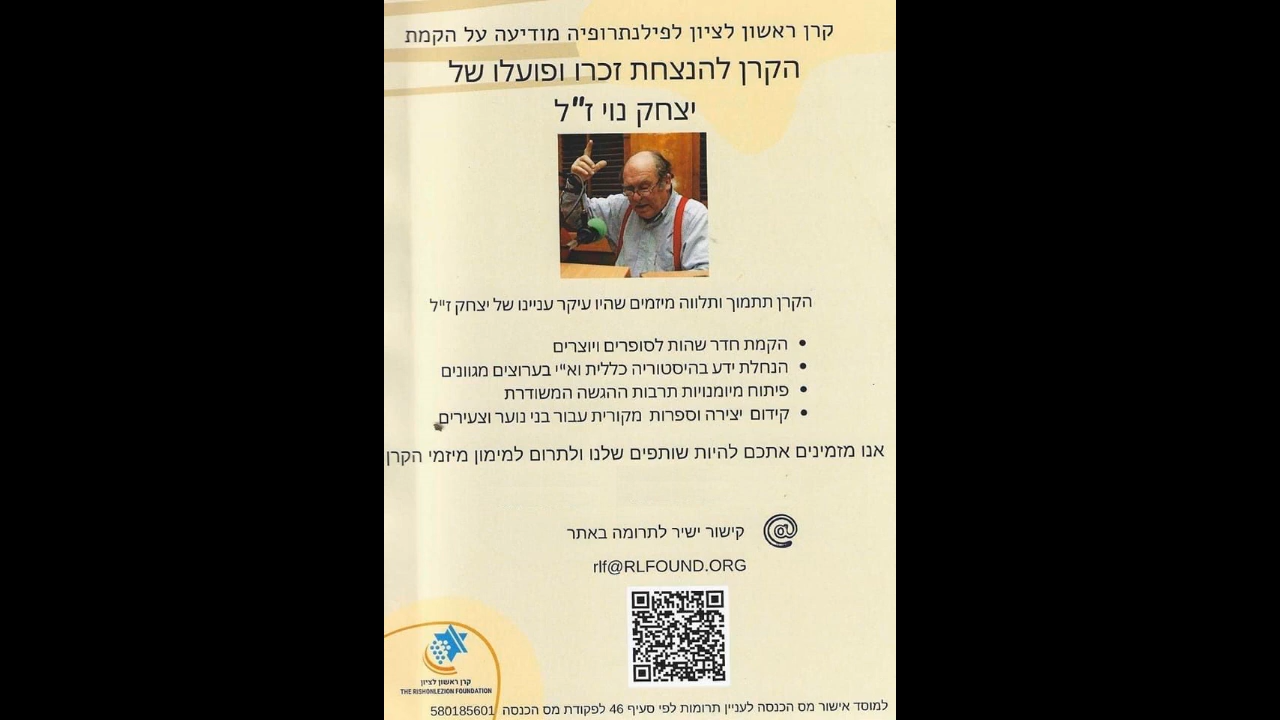 קרן ראשון לציון לפילנתרופיה מודיעה על הקמת
הקרן להנצחת זכרו ופועלו של
יצחק נוי ז"ל
הקרן תתמוך ותלווה מיזמים שהיו עיקר עניינו של יצחק ז"ל
• הקמת חדר שהות לסופרים ויוצרים
• הנחלת ידע בהיסטוריה כללית וא"י בערוצים מגוונים
• פיתוח מיומנויות תרבות ההגשה המשודרת
• קידום יצירה וספרות מקורית עבור בני נוער וצעירים
אנו מזמינים אתכם להיות שותפים שלנו ולתרום למימון מיזמי הקרן
@ קישור ישיר לתרומה באתר
rlf@RLFOUND.ORG
קרן ראשון לציון
THE RISHONLEZION FOUNDATION
למוסד אישור מס הכנסה לעניין תרומות לפי סעיף 46 לפקודת מס הכנסה 580185601